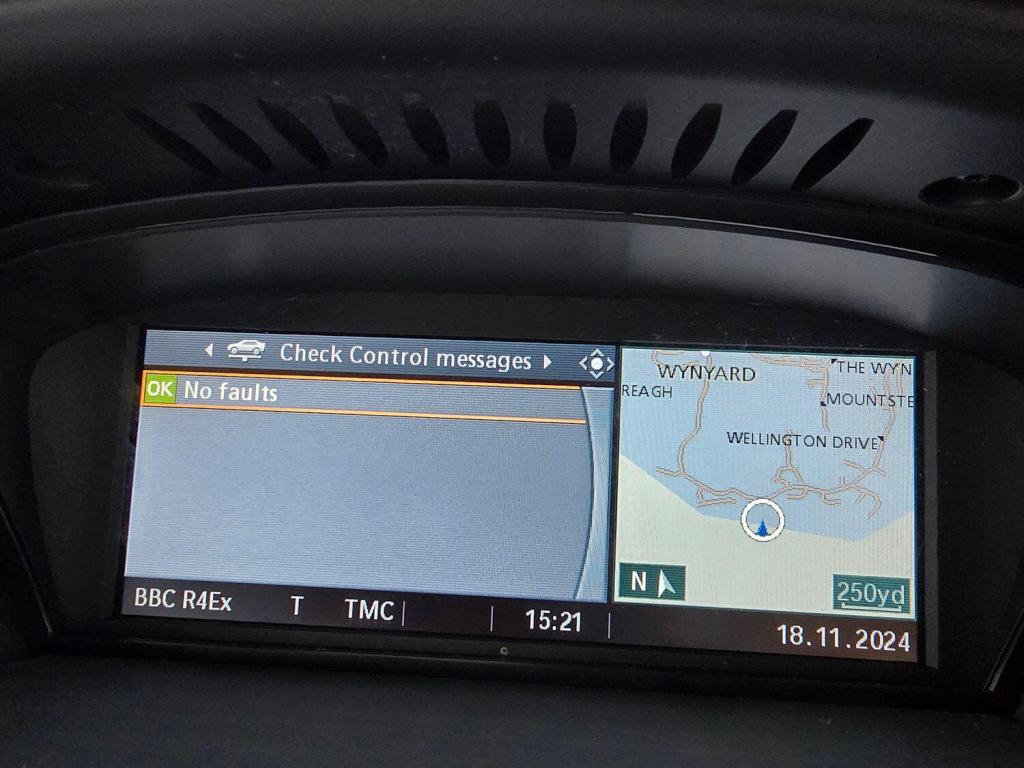 Check Control messages
OK No faults
WYNYARD
THE WYN
REAGH
MOUNTSTE
WELLINGTON DRIVE
N
250yd
BBC R4Ex T TMC 15:21 18.11.2024